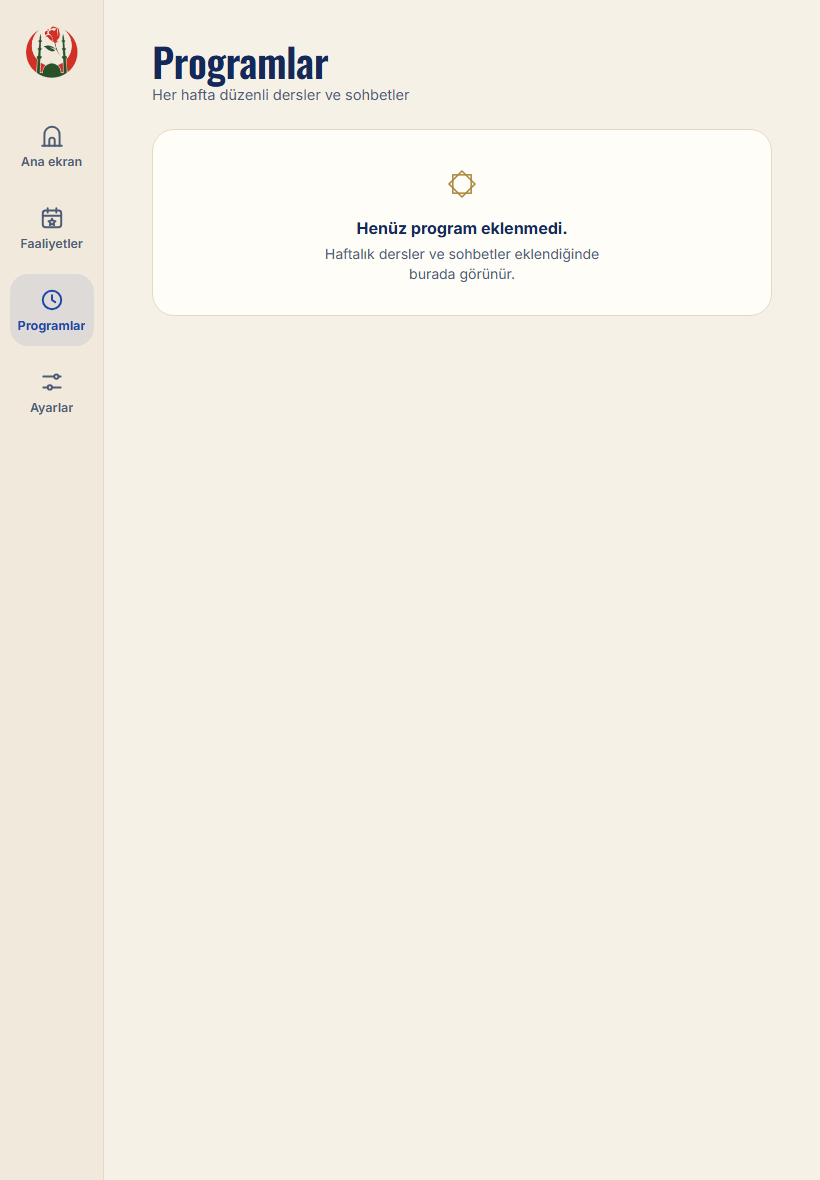 Programlar
Her hafta düzenli dersler ve sohbetler
Ana ekran
Faaliyetler
Programlar
Ayarlar
Henüz program eklenmedi.
Haftalık dersler ve sohbetler eklendiğinde
burada görünür.